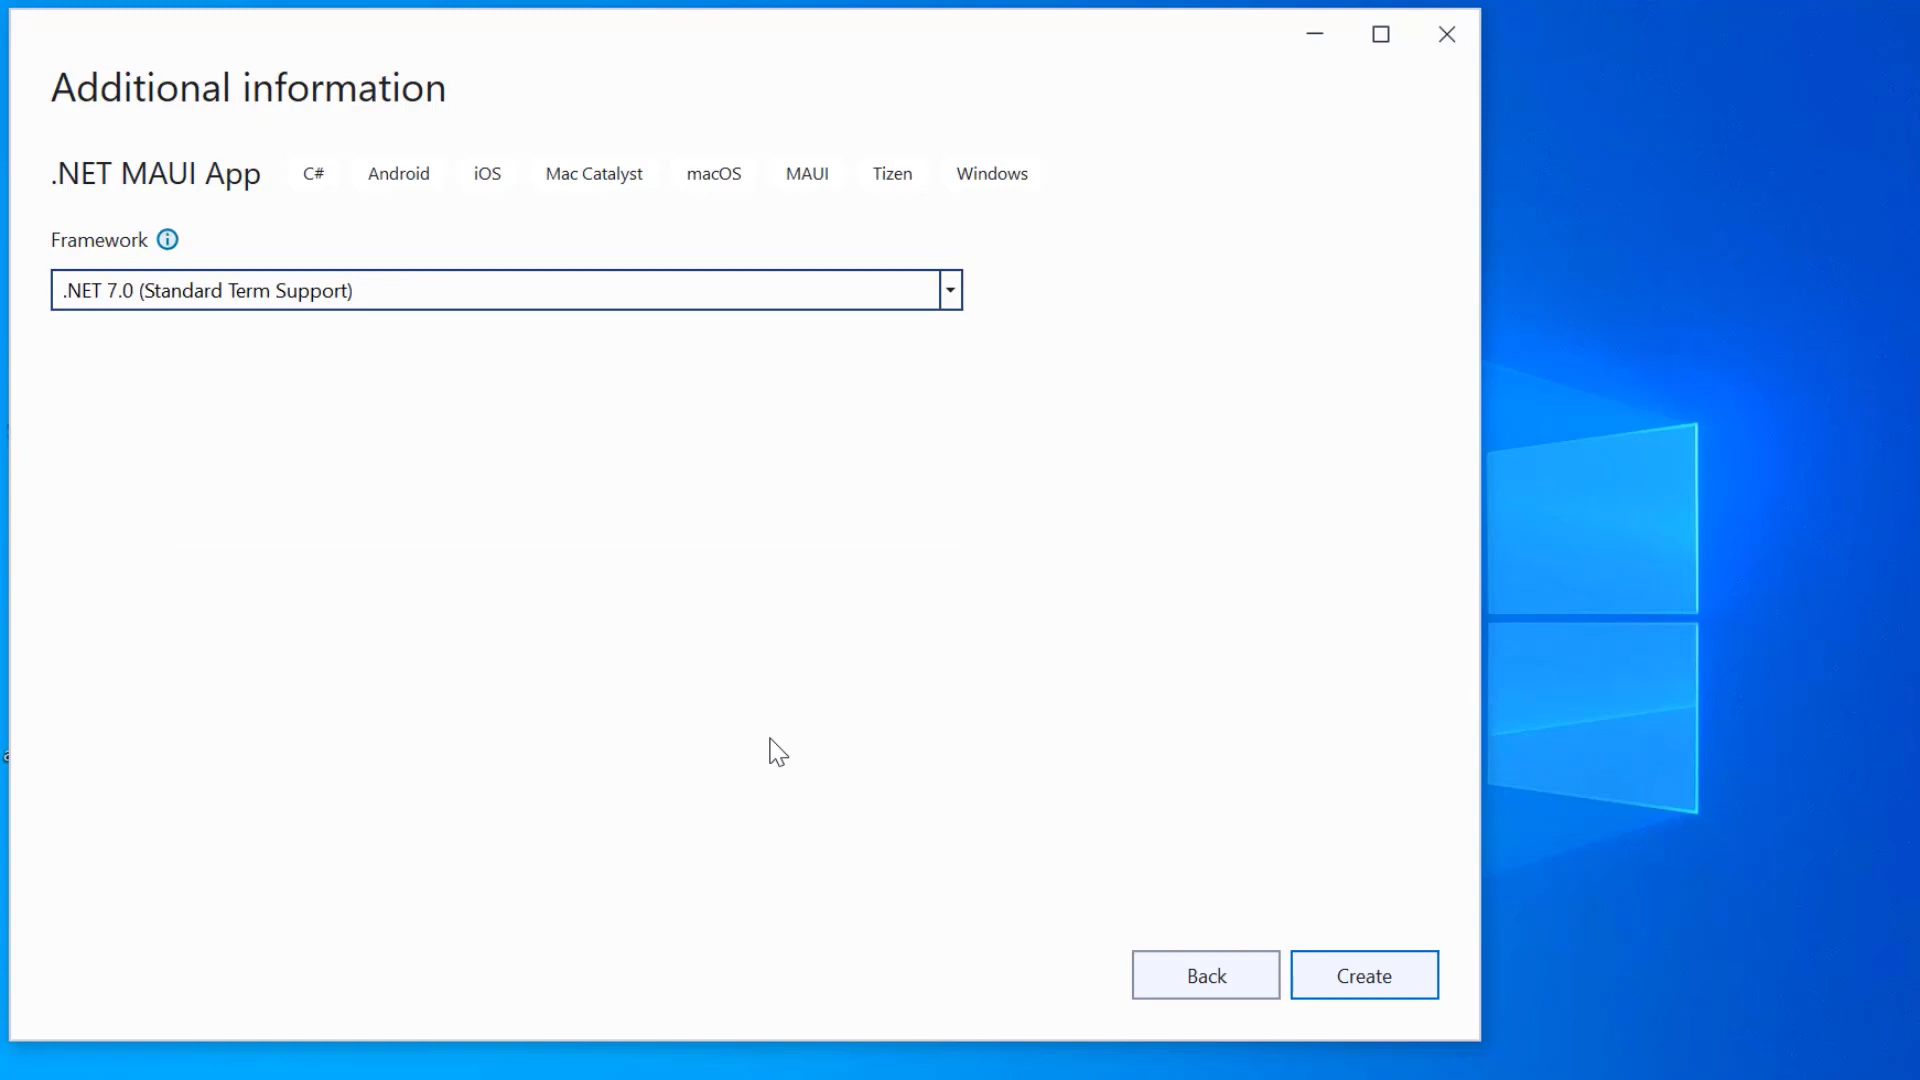 Additional information
.NET MAUI App C# Android iOS Mac Catalyst macOS MAUI Tizen Windows
Framework
.NET 7.0 (Standard Term Support)
Back Create